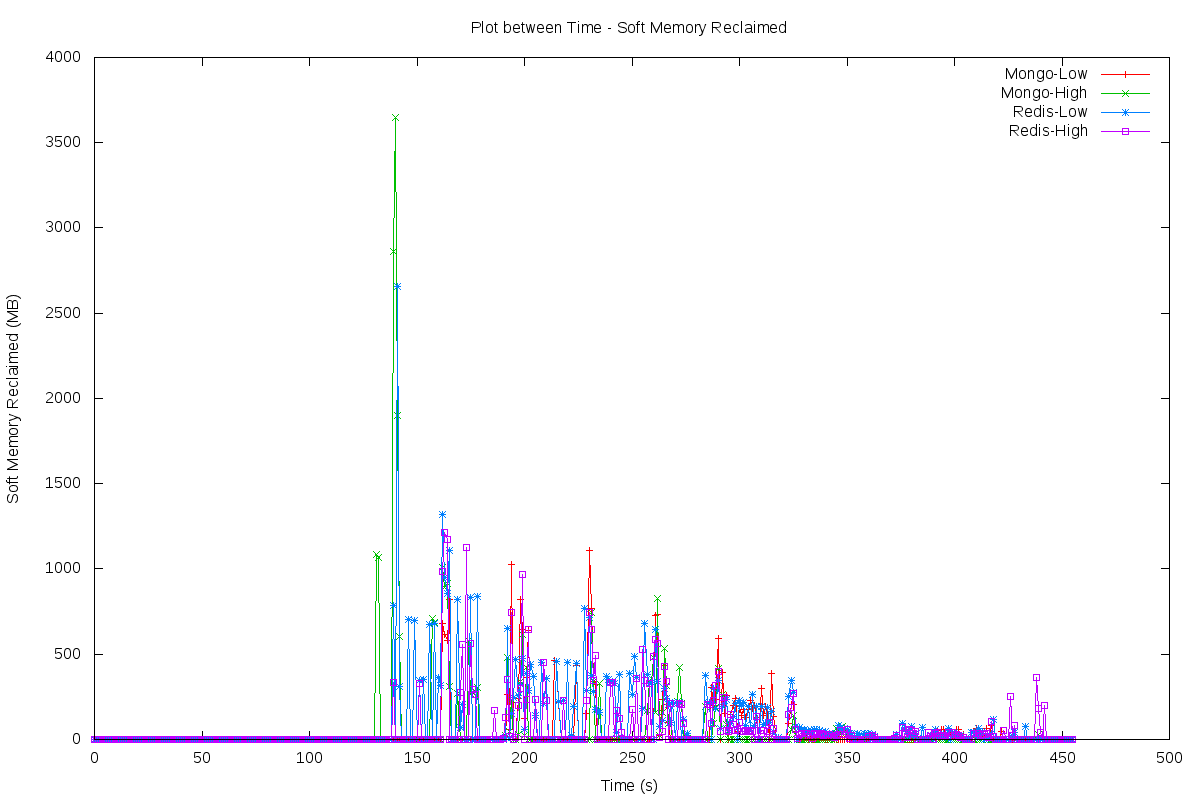 Plot between Time - Soft Memory Reclaimed
4000
3500
3000
2500
2000
1500
1000
500
0
Soft Memory Reclaimed (MB)
Mongo-Low
Mongo-High
Redis-Low
Redis-High
0 50 100 150 200 250 300 350 400 450 500
Time (s)